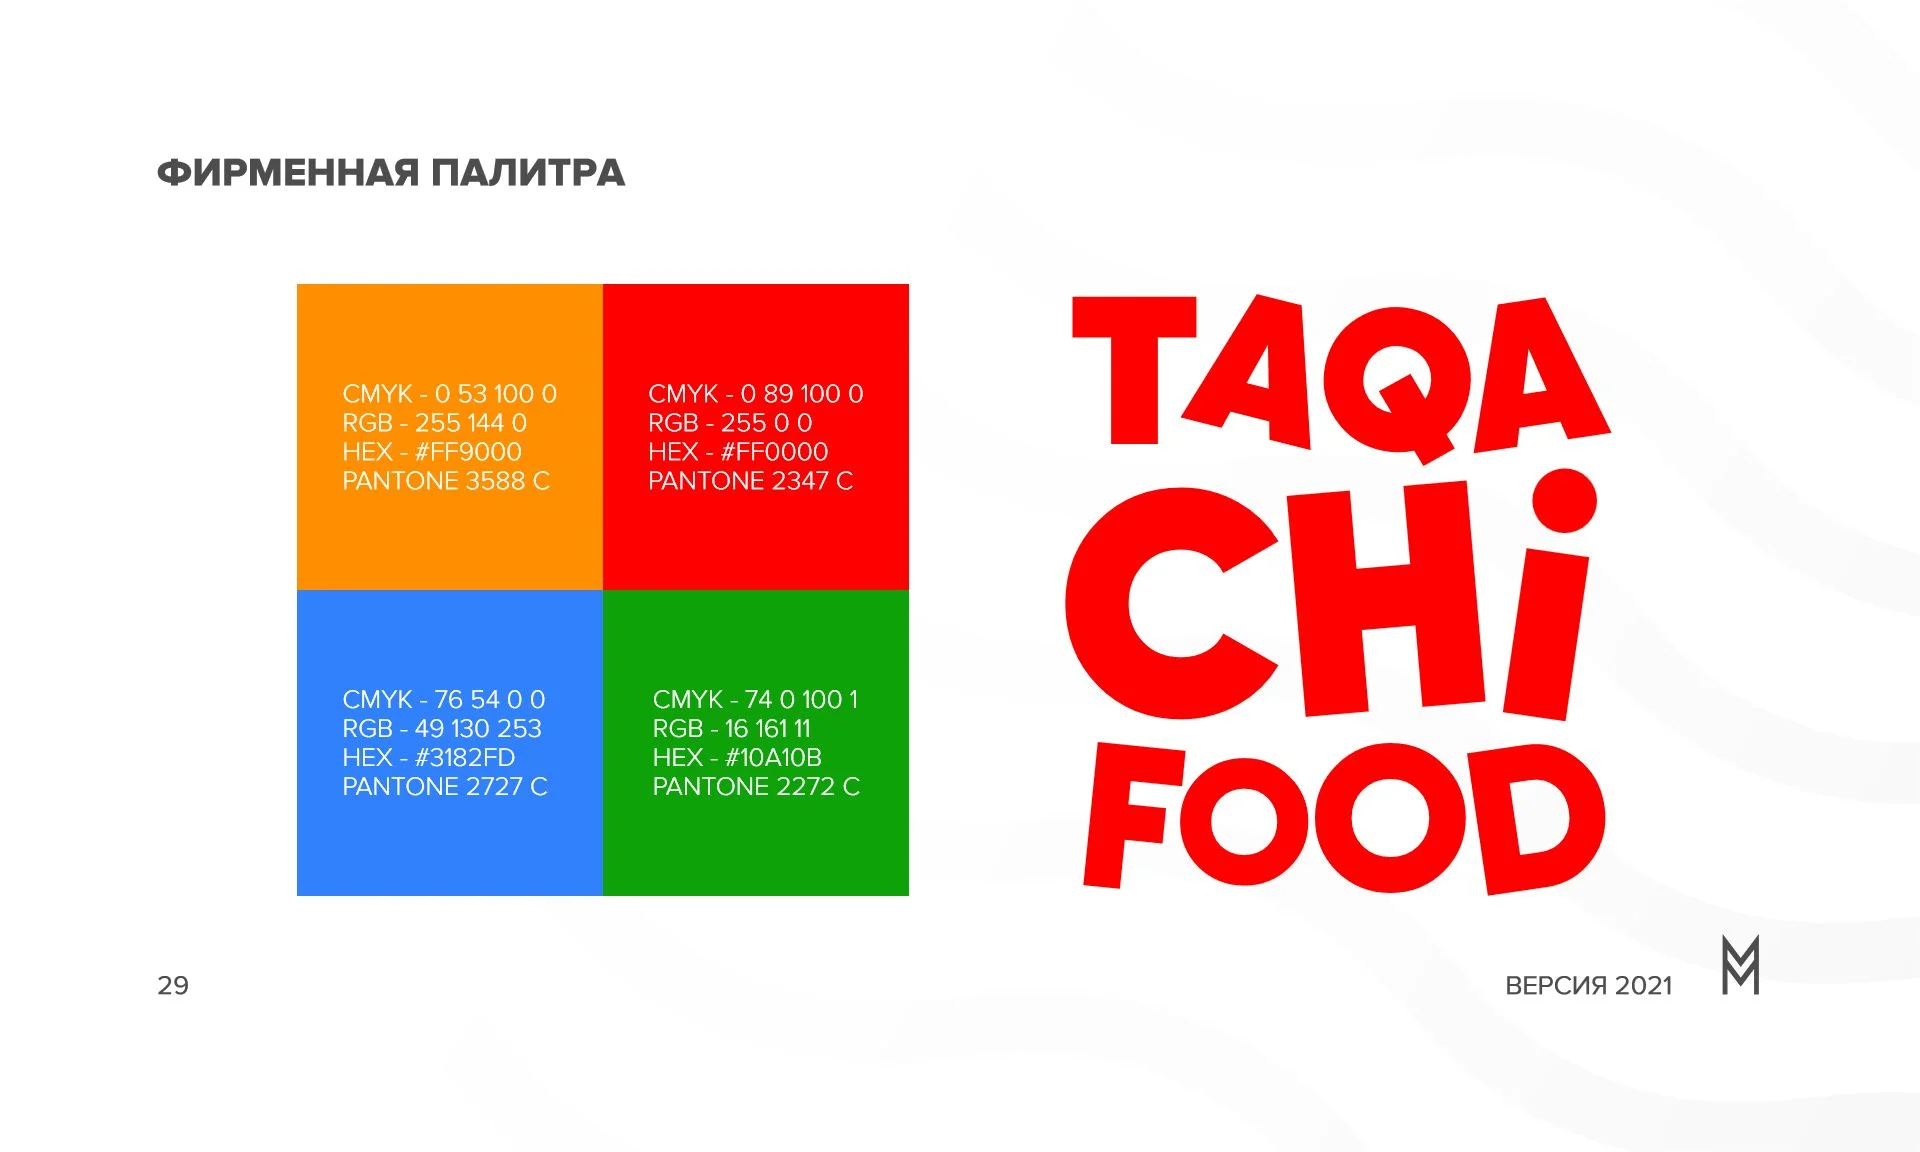 ФИРМЕННАЯ ПАЛИТРА
CMYK - 0 53 100 0
RGB - 255 144 0
HEX - #FF9000
PANTONE 3588 C
CMYK - 0 89 100 0
RGB - 255 0 0
HEX - #FF0000
PANTONE 2347 C
CMYK - 76 54 0 0
RGB - 49 130 253
HEX - #3182FD
PANTONE 2727 C
CMYK - 74 0 100 1
RGB - 16 161 11
HEX - #10A10B
PANTONE 2272 C
TAQA
CHi
FOOD
29
ВЕРСИЯ 2021